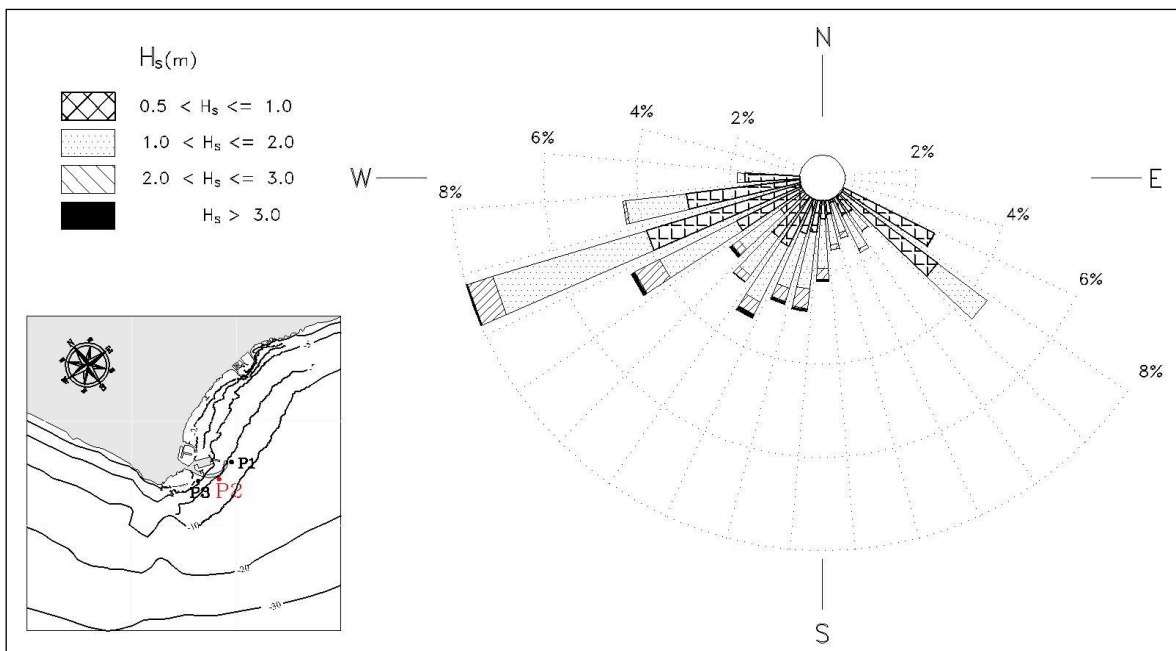 Hs(m)
0.5 < Hs <= 1.0
1.0 < Hs <= 2.0
2.0 < Hs <= 3.0
Hs > 3.0
N
W
E
S
2%
4%
6%
8%
2%
4%
6%
8%
P1
P2
P3
-10
-20
-30